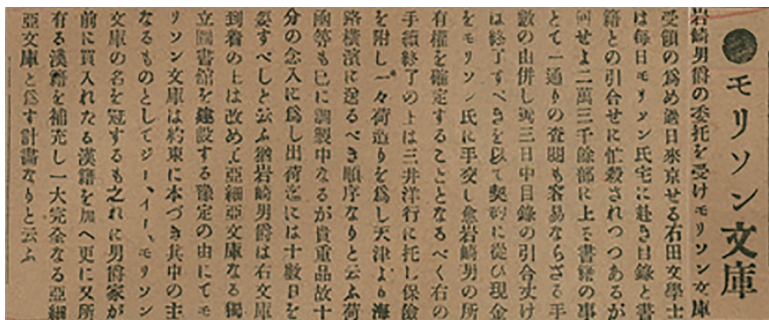 ●モリソン文庫
岩崎男爵の委托を受けモリソン文庫
受領の爲め過日來京せる石田文學士
は毎日モリソン氏宅に赴き目錄と書
籍との引合せに忙殺されつつあるが
何せよ二萬三千餘部に上る書籍の事
とて一通りの査閲も容易ならざる手
數の由併し兩三日中目錄の引合丈け
は終了すべきを以て契約に從ひ現金
をモリソン氏に手交し愈岩崎男の所
有權を確定することとなるべく右の
手續終了の上は三井洋行に托し保險
を附し一々荷造りを爲し天津より海
路橫濱に送るべき順序なりと云ふ荷
函等も已に調製中なるが貴重品故十
分の念入に爲し出荷迄には十數日を
要すべしと云ふ猶岩崎男爵は右文庫
到着の上は改めて亞細亞文庫なる獨
立圖書館を建設する豫定の由にてモ
リソン文庫は約束に本づき其中の主
なるものとしてジー、イー、モリソン
文庫の名を冠するも之れに男爵家が
前に買入れたる漢籍を加へ更に又所
有る漢籍を補充し一大完全なる亞細
亞文庫と爲す計畫なりと云ふ